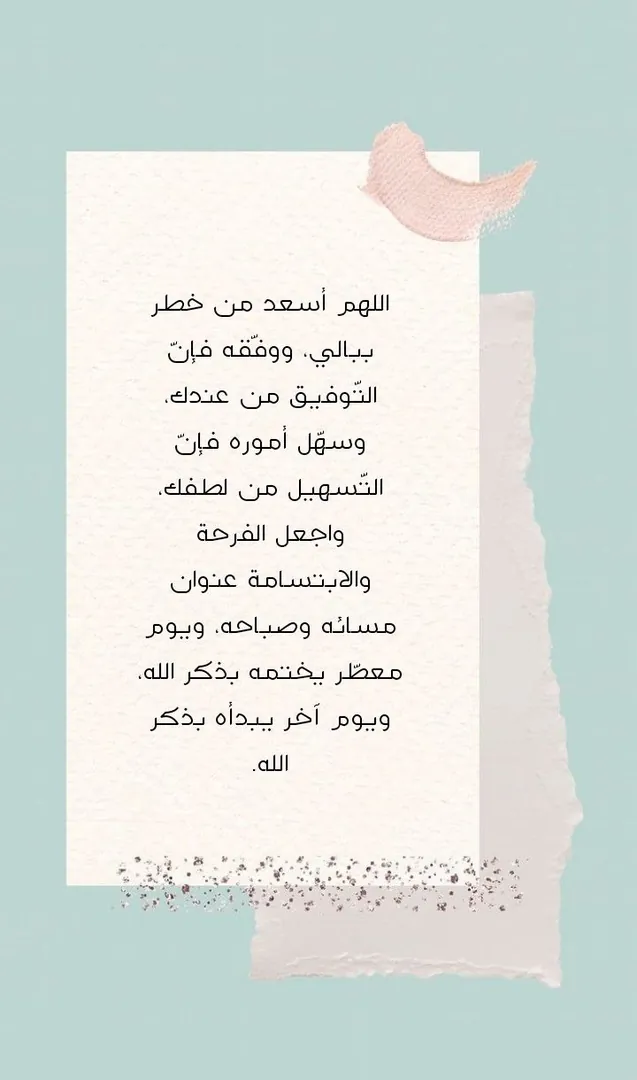 اللهم أسعد من خطر
ببالي، ووفّقه فإنّ
التّوفيق من عندك،
وسهّل أموره فإنّ
التّسهيل من لطفك،
واجعل الفرحة
والابتسامة عنوان
مسائه وصباحه، ويوم
معطّر يختمه بذكر الله،
ويوم آخر يبدأه بذكر
الله.